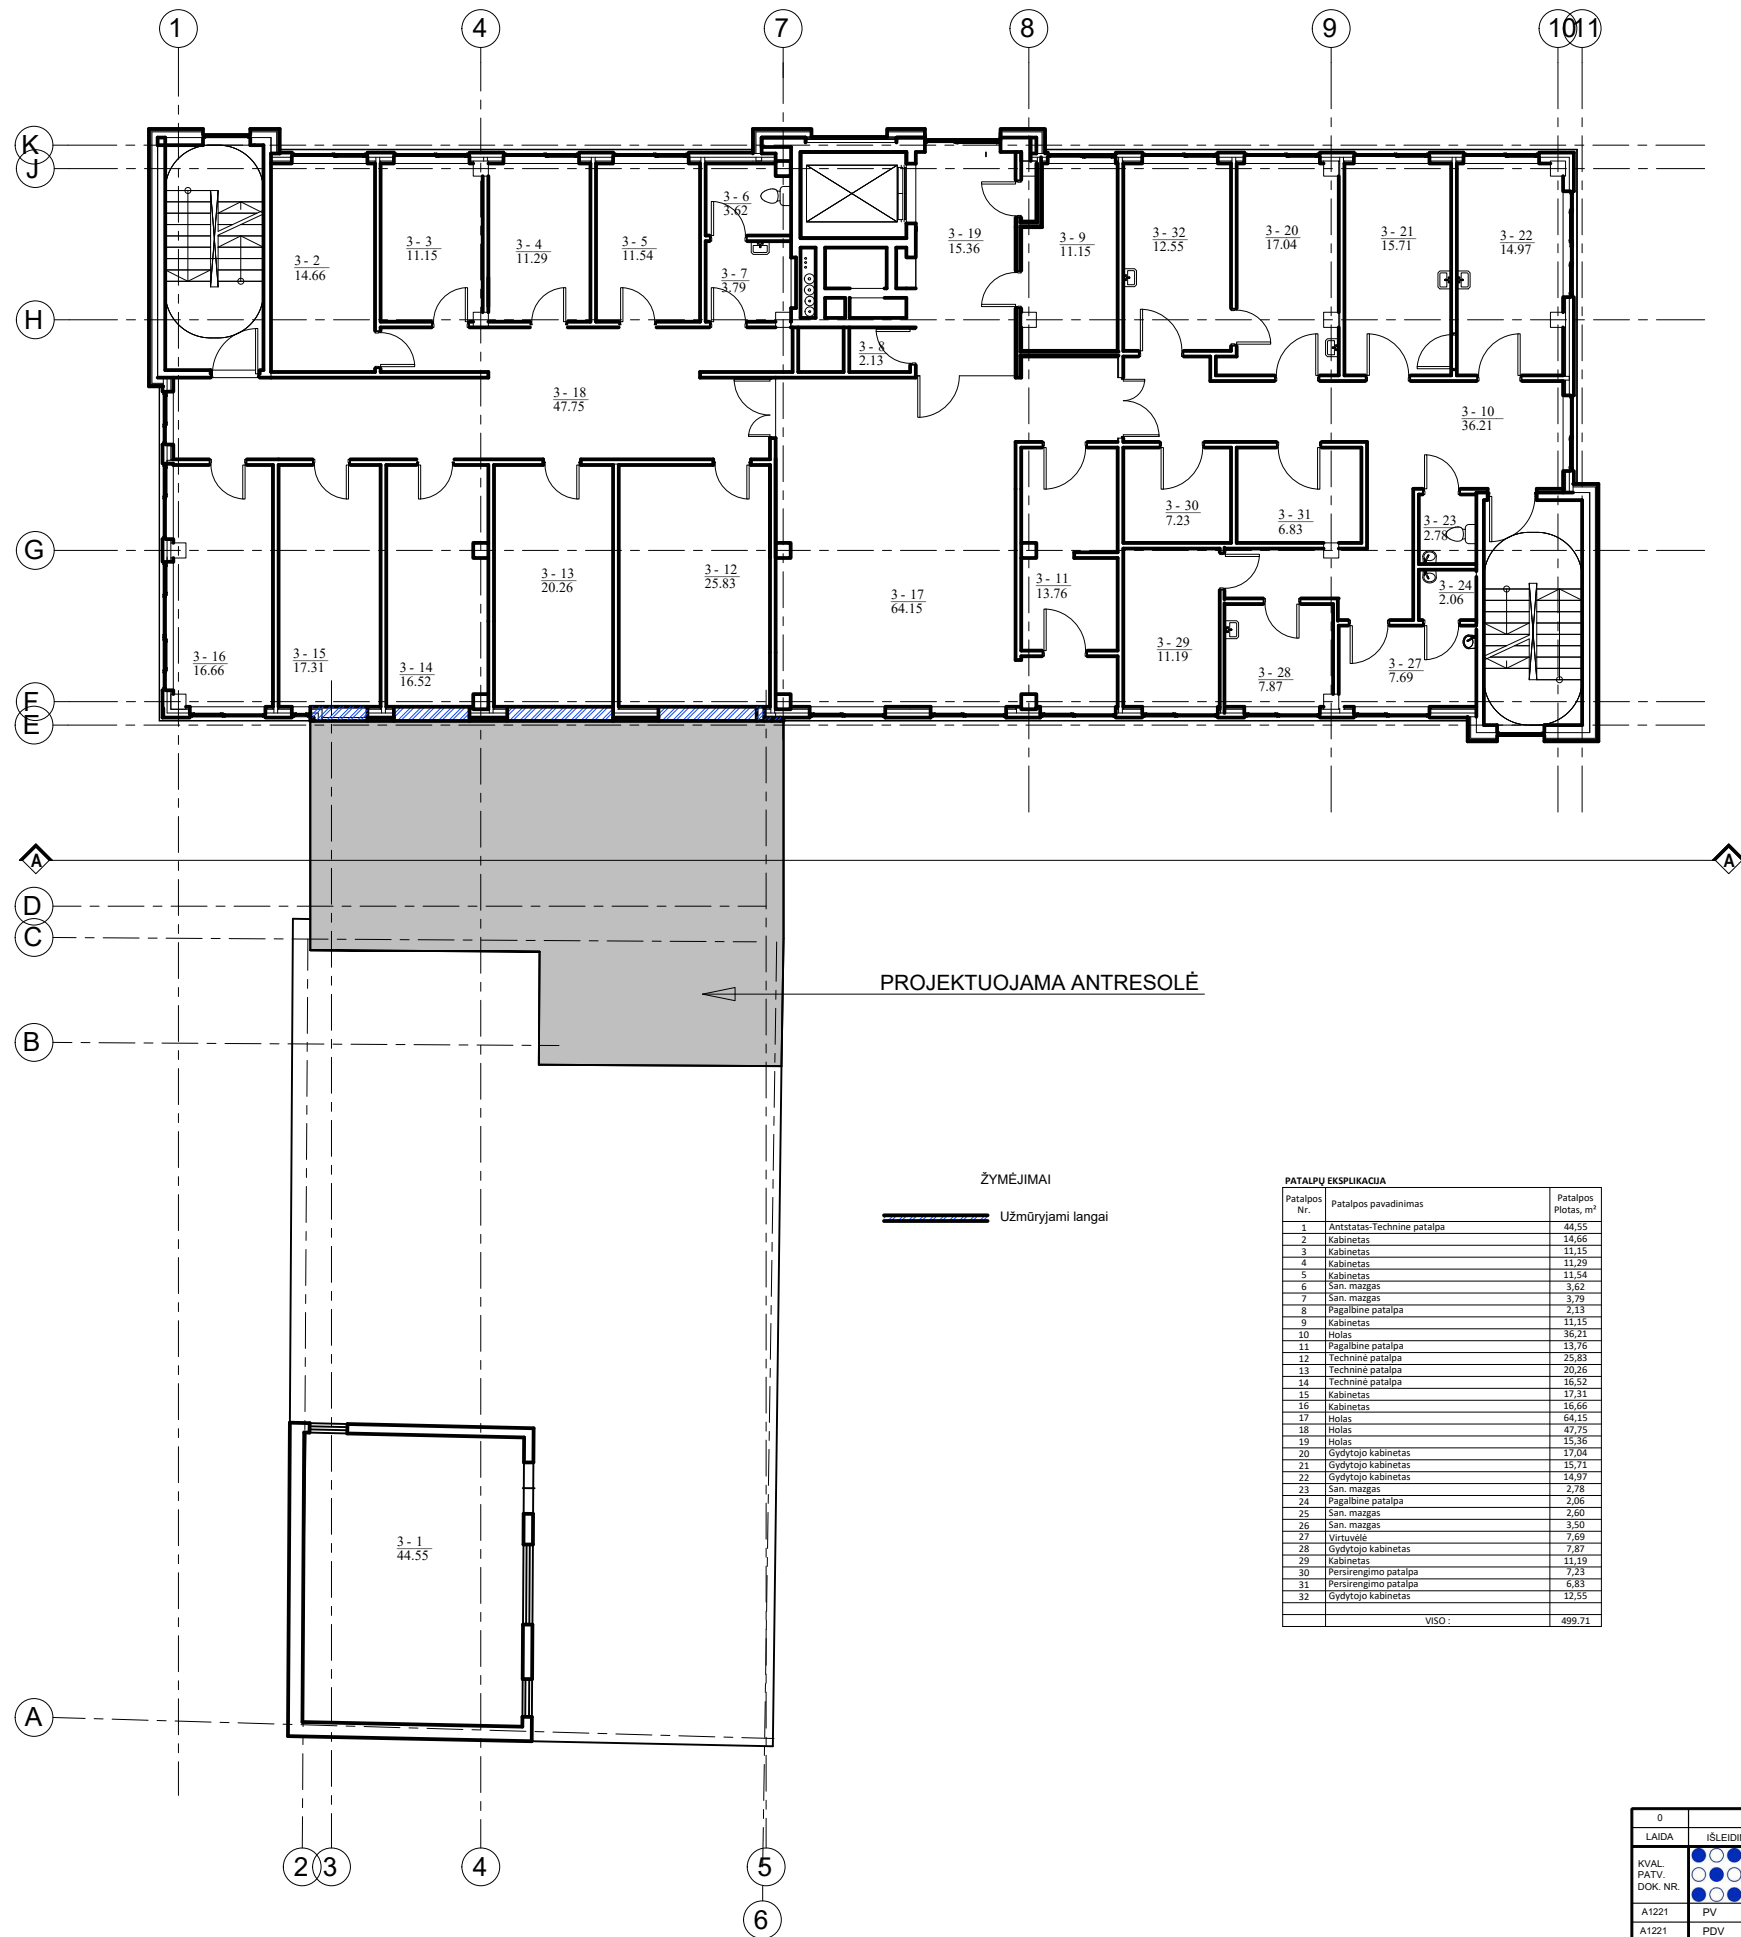 1 4 7 8 9 10 11
K
J
3 - 6
3.62
3 - 3
11.15
3 - 4
11.29
3 - 5
11.54
3 - 19
15.36
3 - 9
11.15
3 - 32
12.55
3 - 20
17.04
3 - 21
15.71
3 - 22
14.97
3 - 2
14.66
3 - 7
3.79
H
3 - 8
2.13
3 - 18
47.75
3 - 10
36.21
3 - 30
7.23
3 - 31
6.83
3 - 23
2.78
G
3 - 13
20.26
3 - 12
25.83
3 - 11
13.76
3 - 24
2.06
3 - 17
64.15
3 - 16
16.66
3 - 15
17.31
3 - 14
16.52
3 - 29
11.19
3 - 28
7.87
3 - 27
7.69
F
E
A A
D
C
PROJEKTUOJAMA ANTRESOLĖ
B
ŽYMĖJIMAI
Užmūryjami langai
PATALPŲ EKSPLIKACIJA
Patalpos Nr. Patalpos pavadinimas Patalpos Plotas, m²
1 Antstatas-Technine patalpa 44,55
2 Kabinetas 14,66
3 Kabinetas 11,15
4 Kabinetas 11,29
5 Kabinetas 11,54
6 San. mazgas 3,62
7 San. mazgas 3,79
8 Pagalbine patalpa 2,13
9 Kabinetas 11,15
10 Holas 36,21
11 Pagalbine patalpa 13,76
12 Techninė patalpa 25,83
13 Techninė patalpa 20,26
14 Techninė patalpa 16,52
15 Kabinetas 17,31
16 Kabinetas 16,66
17 Holas 64,15
18 Holas 47,75
19 Holas 15,36
20 Gydytojo kabinetas 17,04
21 Gydytojo kabinetas 15,71
22 Gydytojo kabinetas 14,97
23 San. mazgas 2,78
24 Pagalbine patalpa 2,06
25 San. mazgas 2,60
26 San. mazgas 3,50
27 Virtuvėlė 7,69
28 Gydytojo kabinetas 7,87
29 Kabinetas 11,19
30 Persirengimo patalpa 7,23
31 Persirengimo patalpa 6,83
32 Gydytojo kabinetas 12,55
VISO : 499.71
3 - 1
44.55
A
2 3 4 5
6
0
LAIDA
KVAL.
PATV.
DOK. NR.
A1221 PV
A1221 PDV